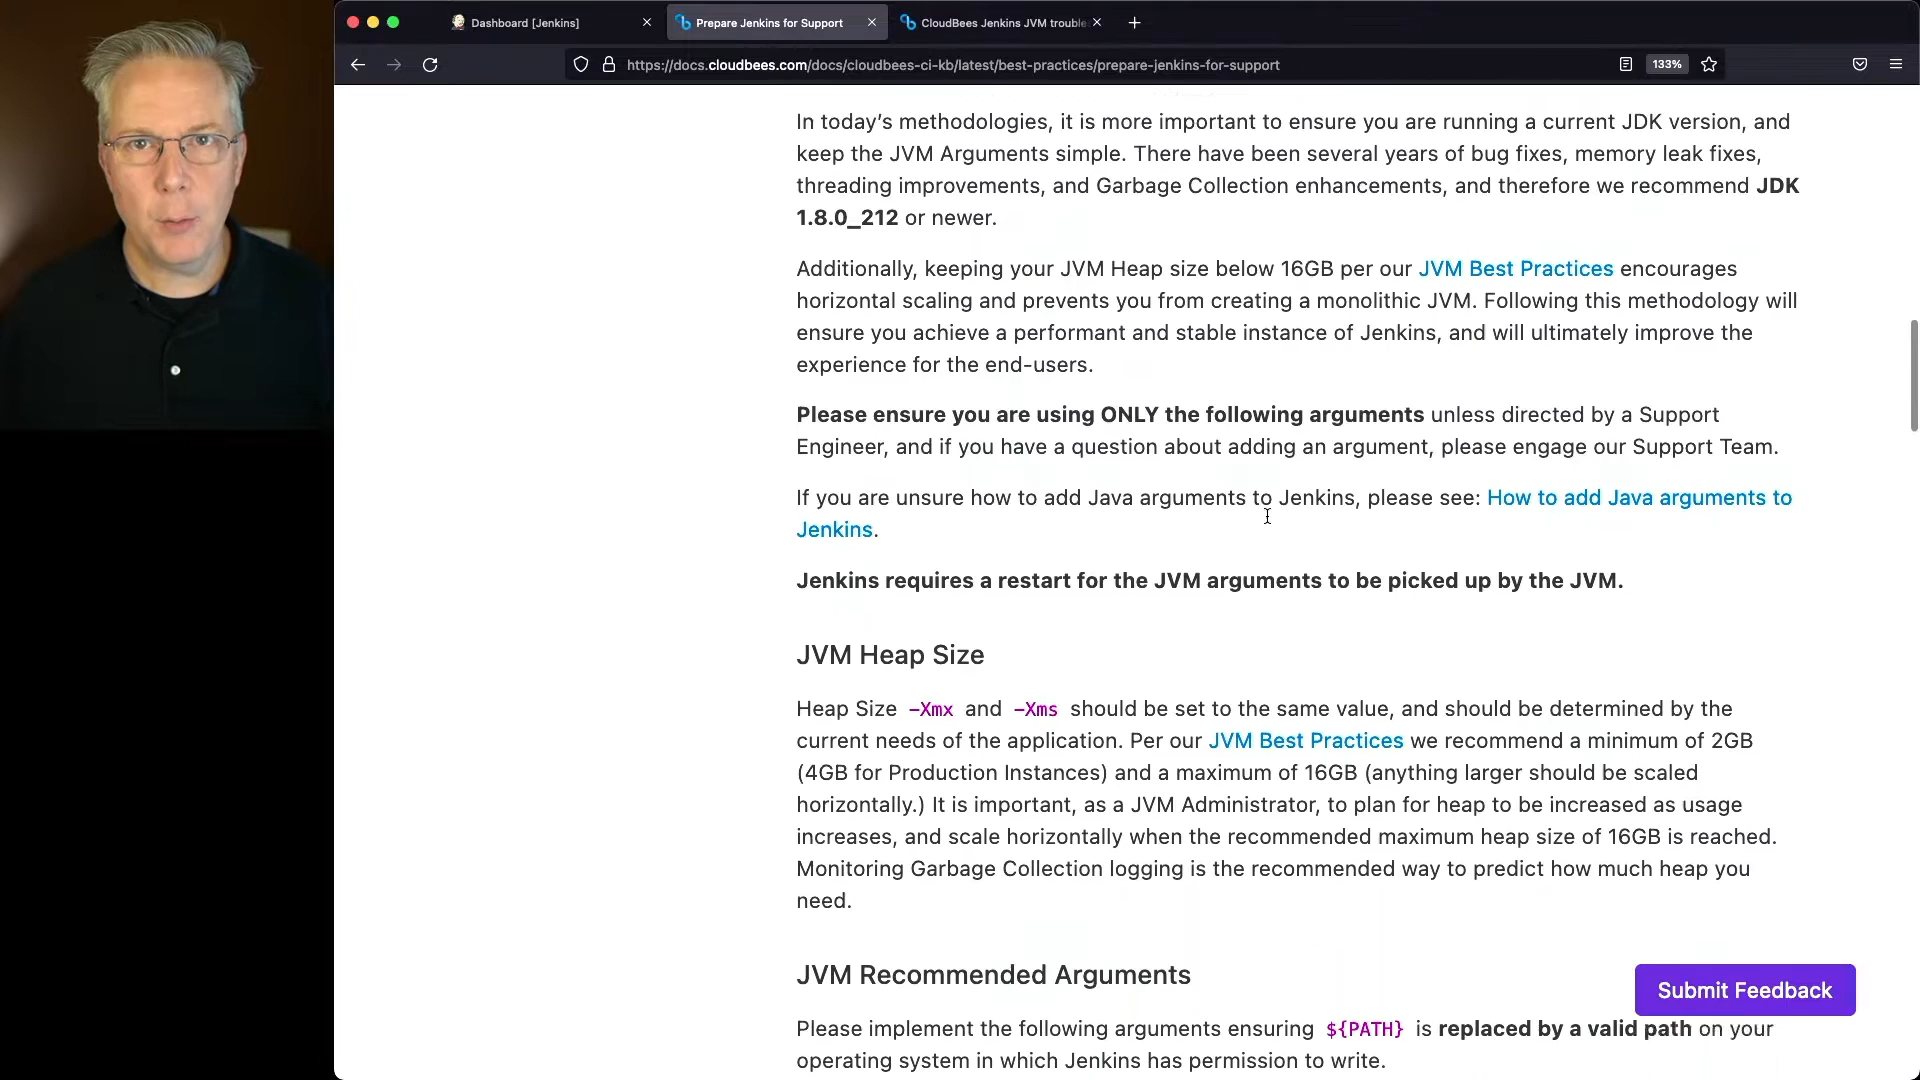 Dashboard [Jenkins]
Prepare Jenkins for Support
CloudBees Jenkins JVM trouble
https://docs.cloudbees.com/docs/cloudbees-ci-kb/latest/best-practices/prepare-jenkins-for-support
133%
In today's methodologies, it is more important to ensure you are running a current JDK version, and
keep the JVM Arguments simple. There have been several years of bug fixes, memory leak fixes,
threading improvements, and Garbage Collection enhancements, and therefore we recommend JDK
1.8.0_212 or newer.
Additionally, keeping your JVM Heap size below 16GB per our JVM Best Practices encourages
horizontal scaling and prevents you from creating a monolithic JVM. Following this methodology will
ensure you achieve a performant and stable instance of Jenkins, and will ultimately improve the
experience for the end-users.
Please ensure you are using ONLY the following arguments unless directed by a Support
Engineer, and if you have a question about adding an argument, please engage our Support Team.
If you are unsure how to add Java arguments to Jenkins, please see: How to add Java arguments to
Jenkins.
Jenkins requires a restart for the JVM arguments to be picked up by the JVM.
JVM Heap Size
Heap Size -Xmx and -Xms should be set to the same value, and should be determined by the
current needs of the application. Per our JVM Best Practices we recommend a minimum of 2GB
(4GB for Production Instances) and a maximum of 16GB (anything larger should be scaled
horizontally.) It is important, as a JVM Administrator, to plan for heap to be increased as usage
increases, and scale horizontally when the recommended maximum heap size of 16GB is reached.
Monitoring Garbage Collection logging is the recommended way to predict how much heap you
need.
JVM Recommended Arguments
Submit Feedback
Please implement the following arguments ensuring ${PATH} is replaced by a valid path on your
operating system in which Jenkins has permission to write.